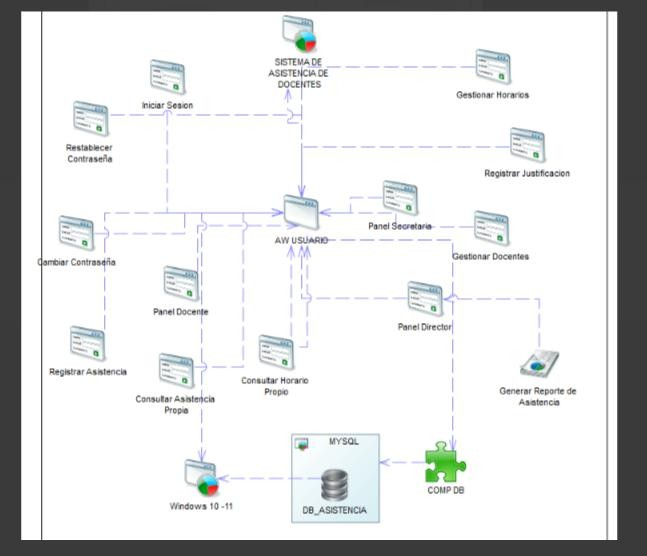 SISTEMA DE
ASISTENCIA DE
DOCENTES
Gestionar Horarios
Iniciar Sesion
Restablecer
Contraseña
Registrar Justificacion
Panel Secretaria
AW USUARIO
Gestionar Docentes
Cambiar Contraseña
Panel Docente
Panel Director
Registrar Asistencia
Consultar Horario
Propio
Consultar Asistencia
Propia
Generar Reporte de
Asistencia
MYSQL
DB_ASISTENCIA
COMP DB
Windows 10 -11